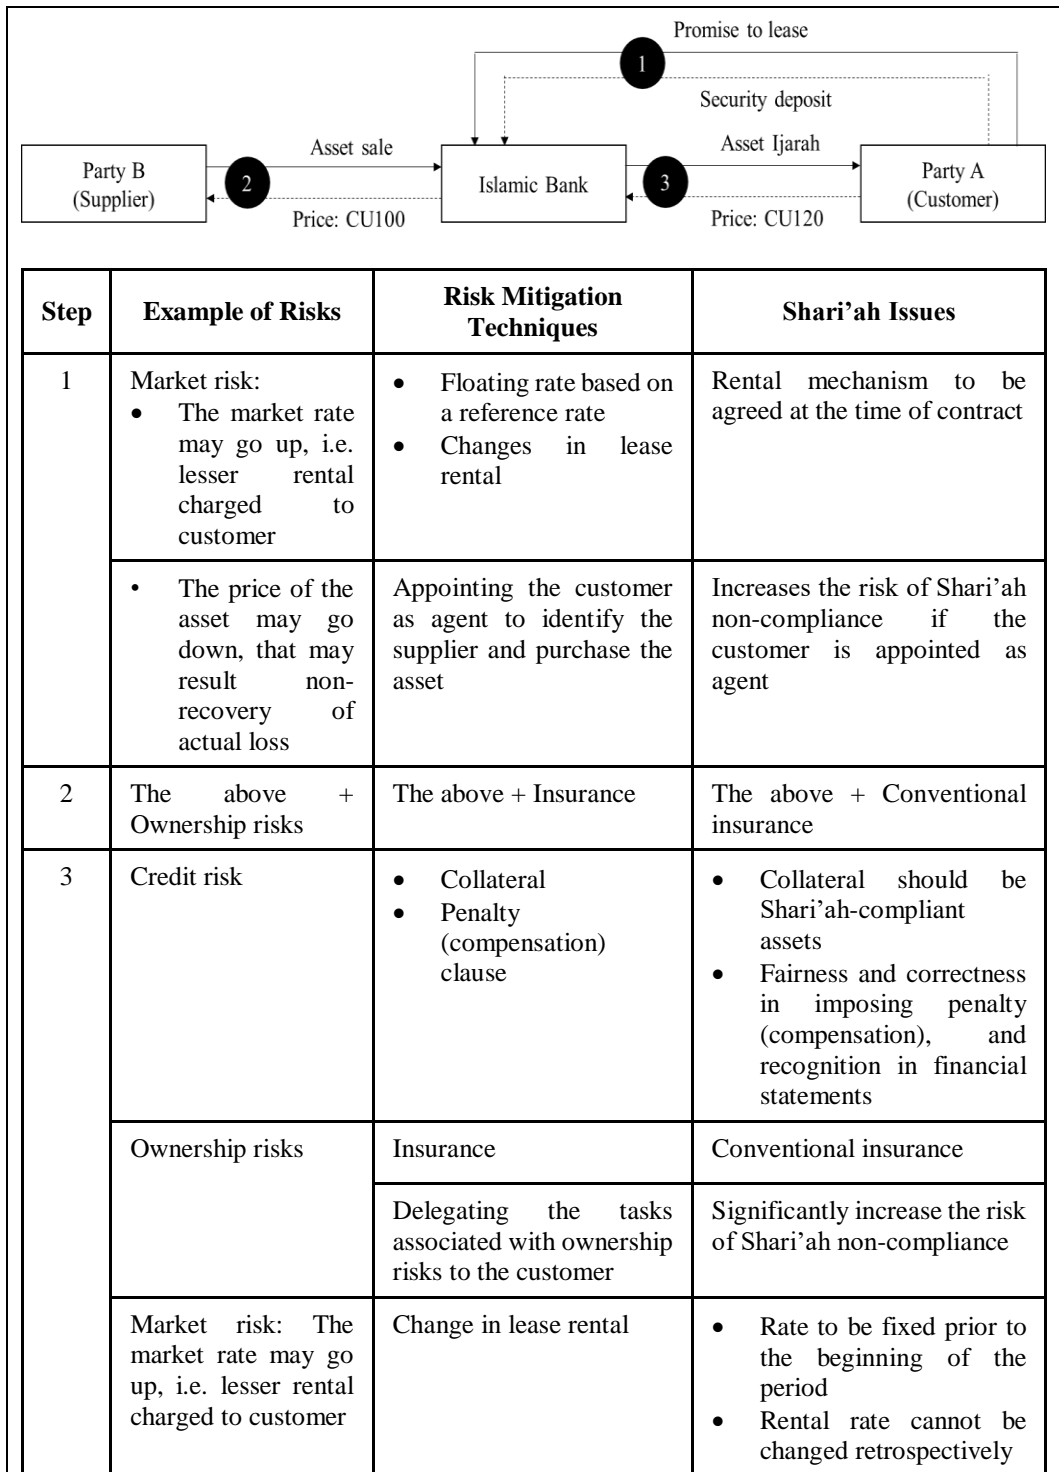 Promise to lease
1
Security deposit
Asset sale
Asset Ijarah
Party B
(Supplier)
2
Islamic Bank
3
Party A
(Customer)
Price: CU100
Price: CU120
Step
Example of Risks
Risk Mitigation
Techniques
Shari’ah Issues
1
Market risk:
• The market rate
may go up, i.e.
lesser rental
charged to
customer
• Floating rate based on
a reference rate
• Changes in lease
rental
Rental mechanism to be
agreed at the time of contract
• The price of the
asset may go
down, that may
result non-
recovery of
actual loss
Appointing the customer
as agent to identify the
supplier and purchase the
asset
Increases the risk of Shari’ah
non-compliance if the
customer is appointed as
agent
2
The above +
Ownership risks
The above + Insurance
The above + Conventional
insurance
3
Credit risk
• Collateral
• Penalty
(compensation)
clause
• Collateral should be
Shari’ah-compliant
assets
• Fairness and correctness
in imposing penalty
(compensation), and
recognition in financial
statements
Ownership risks
Insurance
Conventional insurance
Delegating the tasks
associated with ownership
risks to the customer
Significantly increase the risk
of Shari’ah non-compliance
Market risk: The
market rate may go
up, i.e. lesser rental
charged to customer
Change in lease rental
• Rate to be fixed prior to
the beginning of the
period
• Rental rate cannot be
changed retrospectively